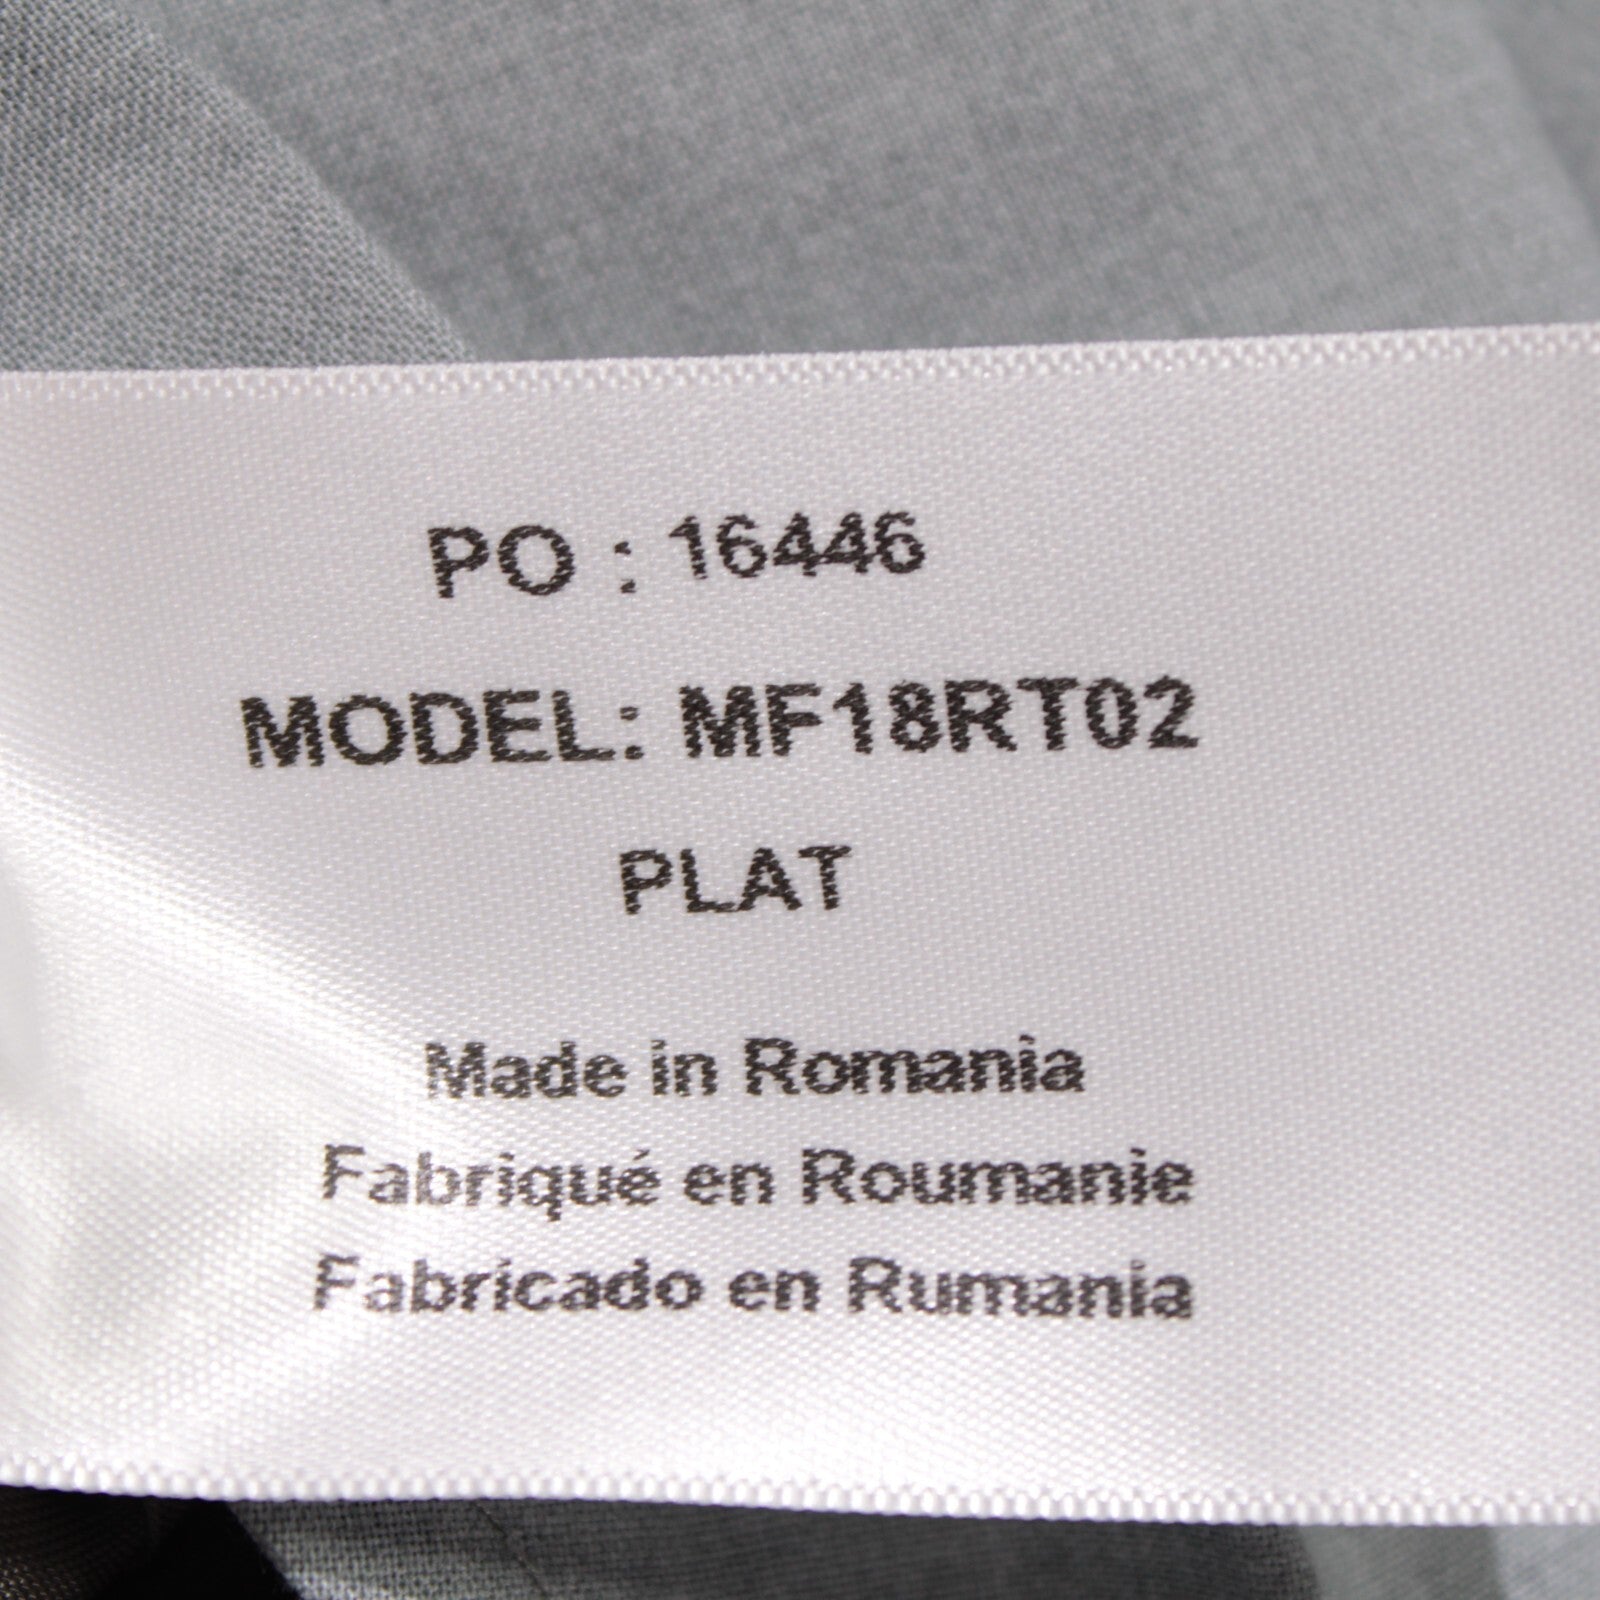 PO : 16446
MODEL: MF18RT02
PLAT
Made in Romania
Fabriqué en Roumanie
Fabricado en Rumania